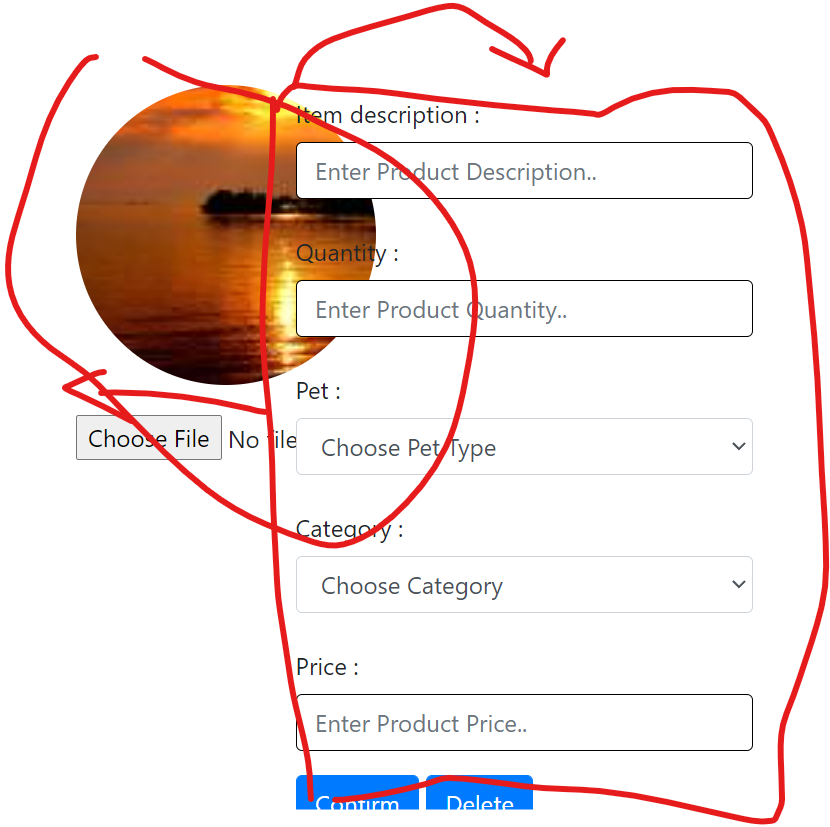 Item description :
Enter Product Description..
Quantity :
Enter Product Quantity..
Pet :
Choose File No file
Choose Pet Type
Category :
Choose Category
Price :
Enter Product Price..
Confirm Delete